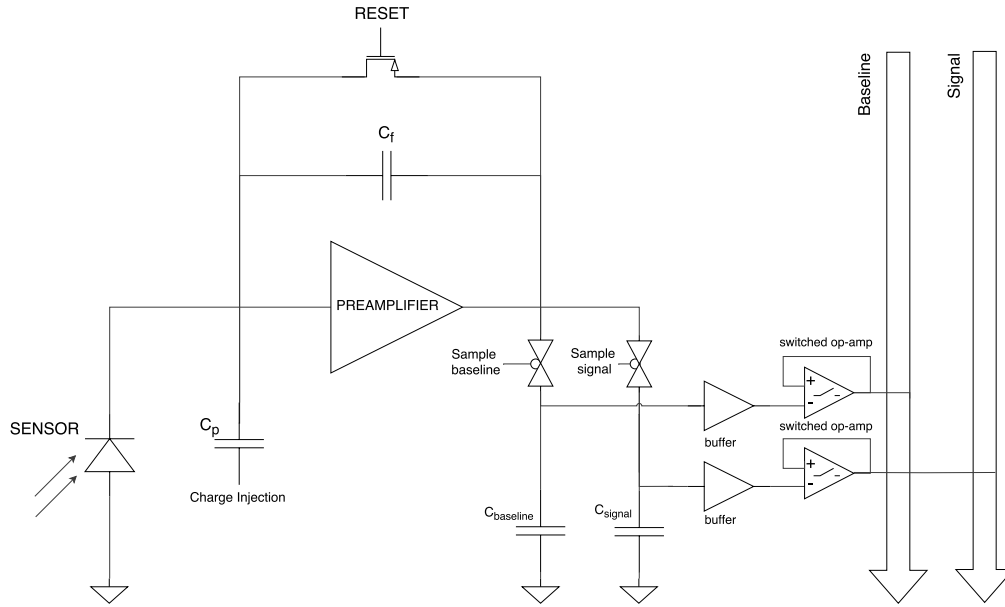 RESET
Baseline
Signal
Cf
PREAMPLIFIER
Sample
baseline
Sample
signal
switched op-amp
+
-
buffer
SENSOR
Cp
switched op-amp
+
-
buffer
Charge Injection
Cbaseline
Csignal